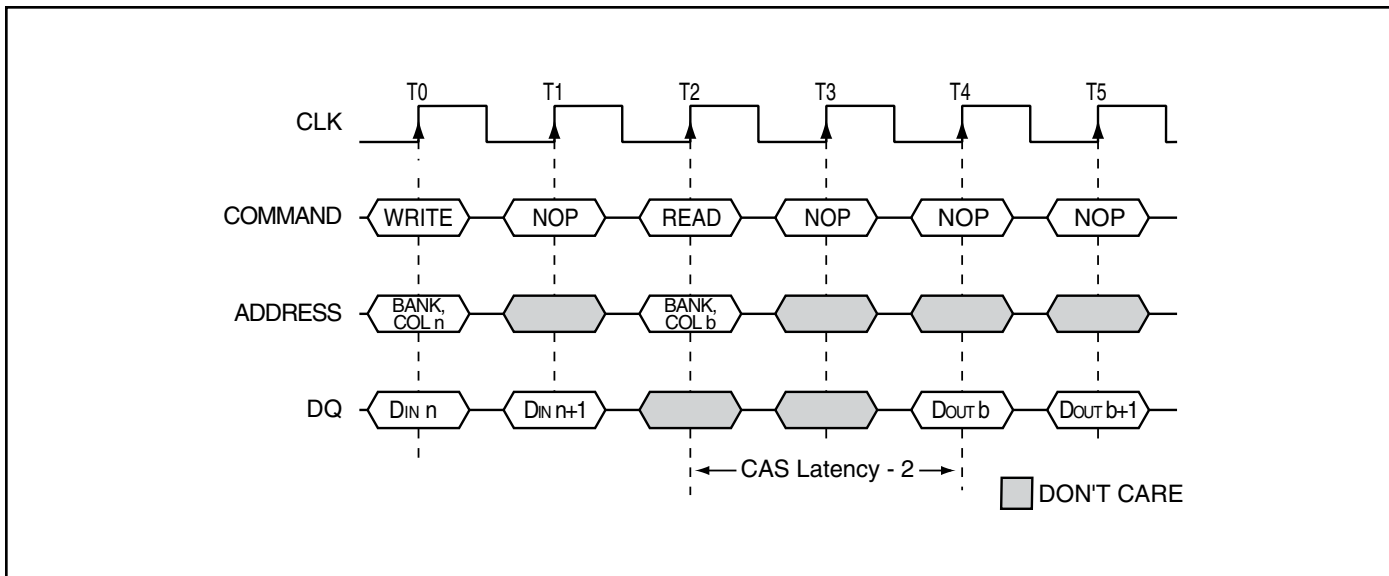 T0 T1 T2 T3 T4 T5
CLK
COMMAND WRITE NOP READ NOP NOP NOP
ADDRESS BANK, COL n BANK, COL b
DQ DIN n DIN n+1 DOUT b DOUT b+1
CAS Latency - 2
DON'T CARE